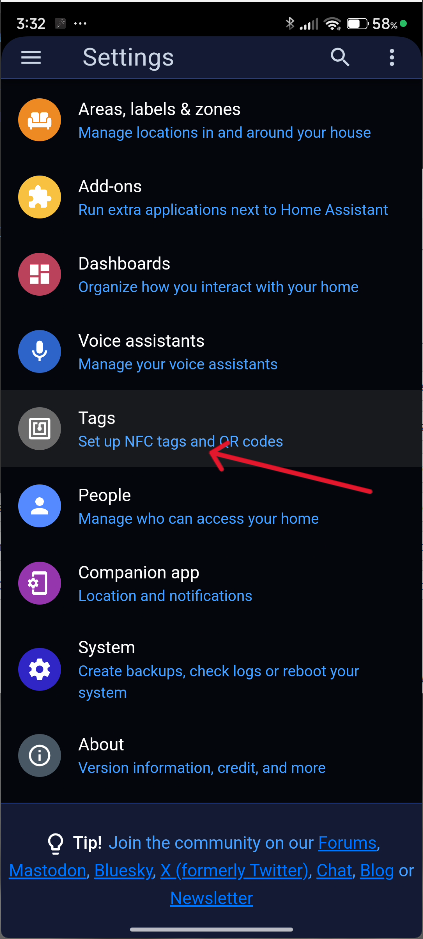 3:32 ... 58%
Settings
Areas, labels & zones
Manage locations in and around your house
Add-ons
Run extra applications next to Home Assistant
Dashboards
Organize how you interact with your home
Voice assistants
Manage your voice assistants
Tags
Set up NFC tags and QR codes
People
Manage who can access your home
Companion app
Location and notifications
System
Create backups, check logs or reboot your
system
About
Version information, credit, and more
Tip! Join the community on our Forums,
Mastodon, Bluesky, X (formerly Twitter), Chat, Blog or
Newsletter